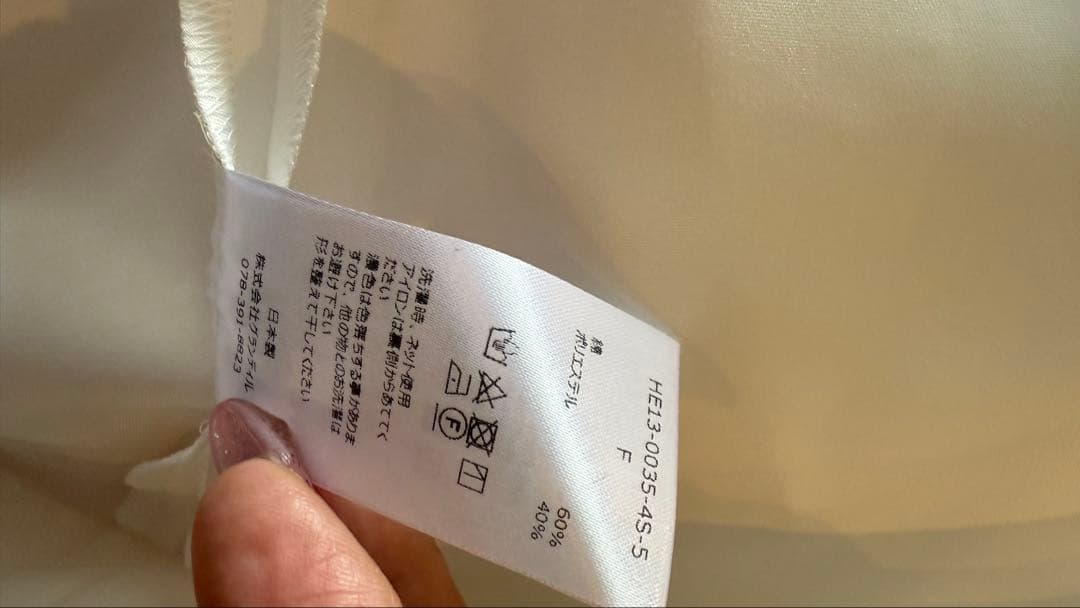 HE13-0035-4S-5
F
綿 60%
ポリエステル 40%
F
洗濯時、ネット使用
アイロンは裏側からあててく
ださい
濃色は色落ちする事がありま
すので、他の物とのお洗濯は
お避け下さい
形を整えて干してください
日本製
株式会社グランディル
078-391-8823